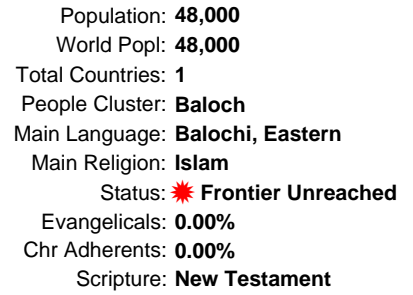 Population: 48,000
World Popl: 48,000
Total Countries: 1
People Cluster: Baloch
Main Language: Balochi, Eastern
Main Religion: Islam
Status: Frontier Unreached
Evangelicals: 0.00%
Chr Adherents: 0.00%
Scripture: New Testament